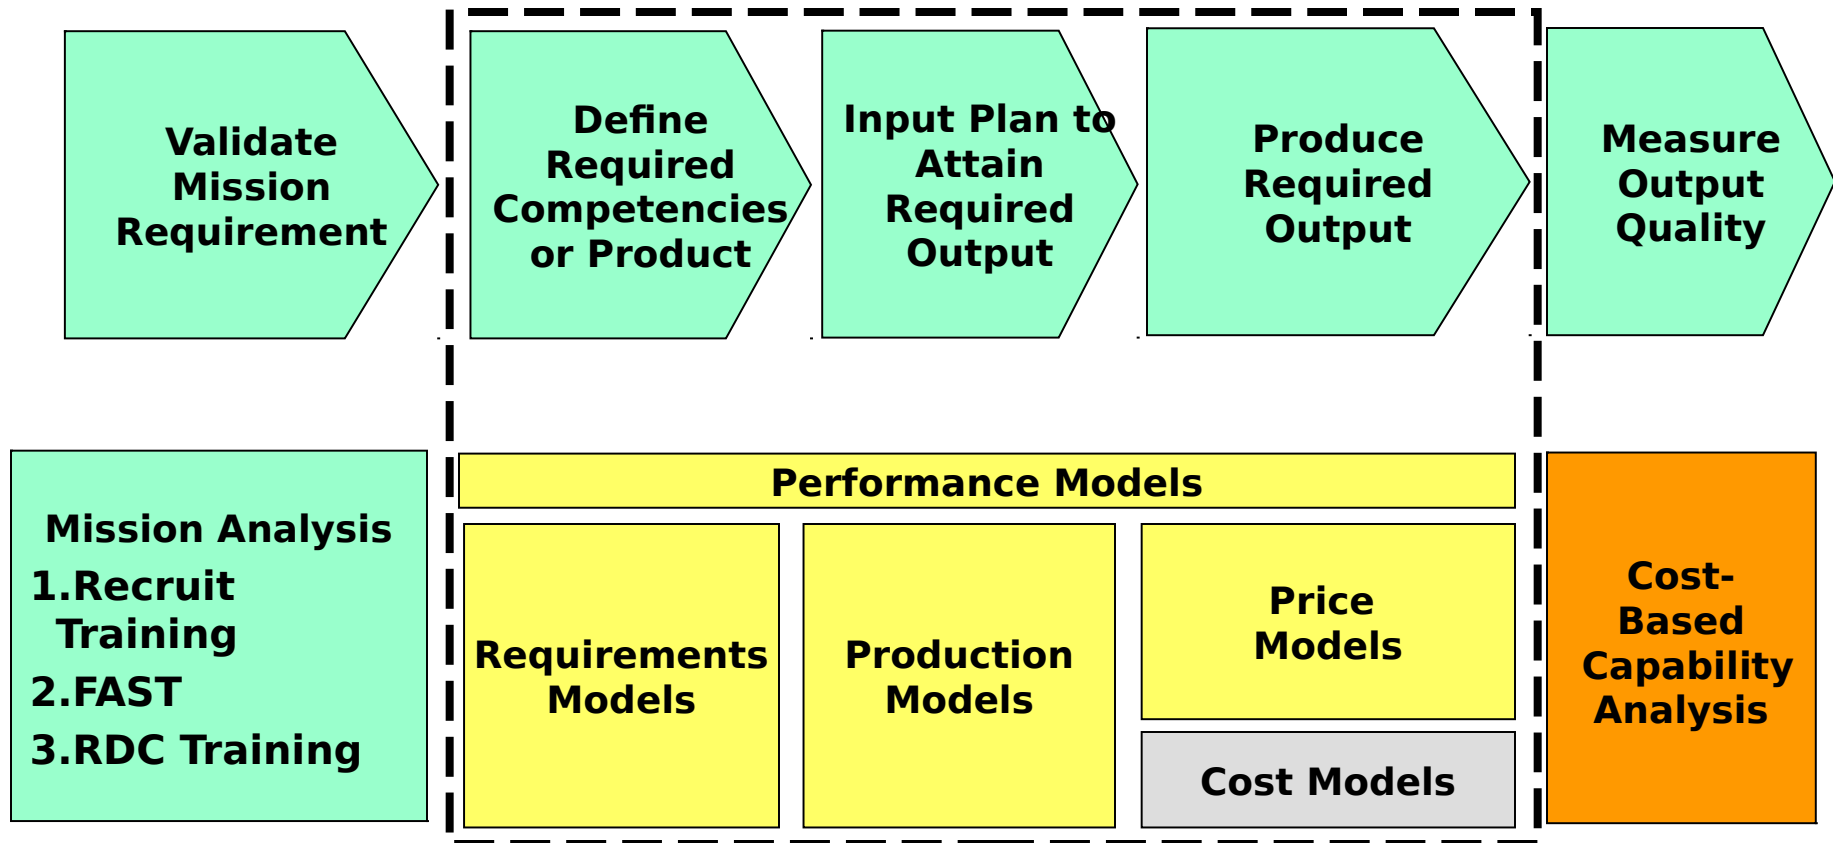 Validate
Mission
Requirement
Define
Required
Competencies
or Product
Input Plan to
Attain
Required
Output
Produce
Required
Output
Measure
Output
Quality
Mission Analysis
1.Recruit
Training
2.FAST
3.RDC Training
Performance Models
Requirements
Models
Production
Models
Price
Models
Cost Models
Cost-
Based
Capability
Analysis